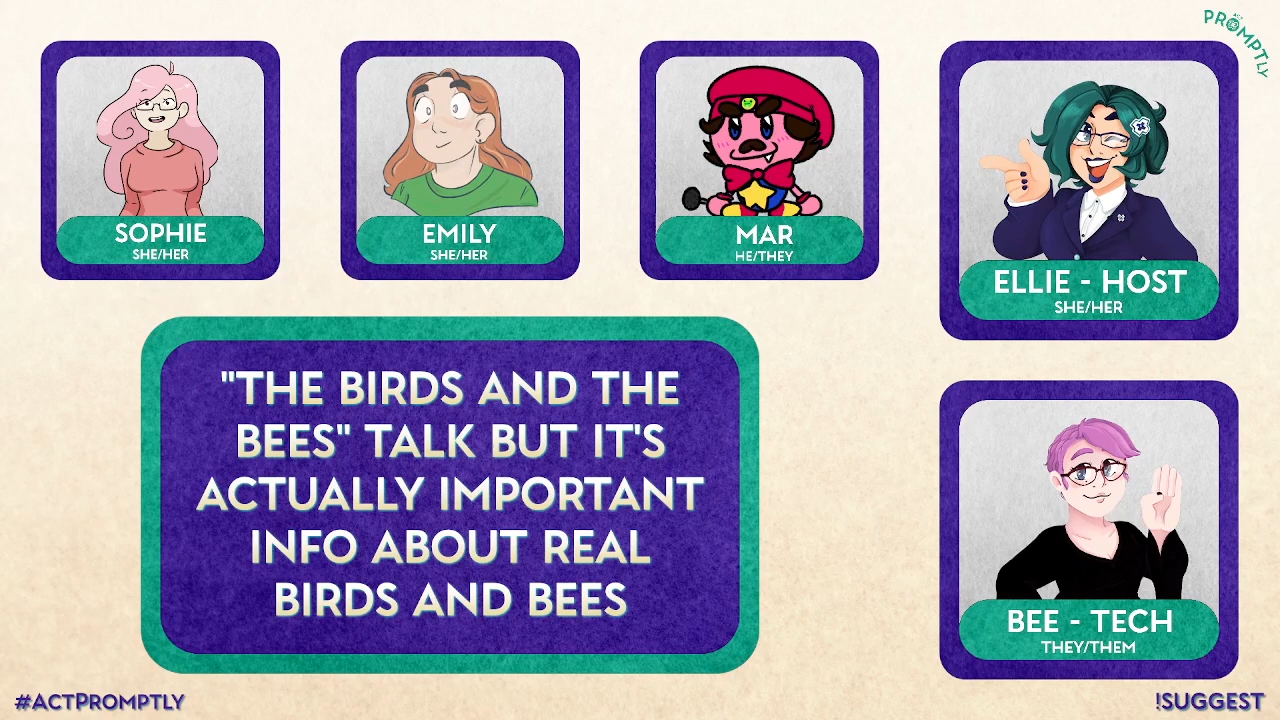 ACT
PROMPTLY
SOPHIE
SHE/HER
EMILY
SHE/HER
MAR
HE/THEY
ELLIE - HOST
SHE/HER
"THE BIRDS AND THE
BEES" TALK BUT IT'S
ACTUALLY IMPORTANT
INFO ABOUT REAL
BIRDS AND BEES
BEE - TECH
THEY/THEM
#ACTPROMPTLY
!SUGGEST